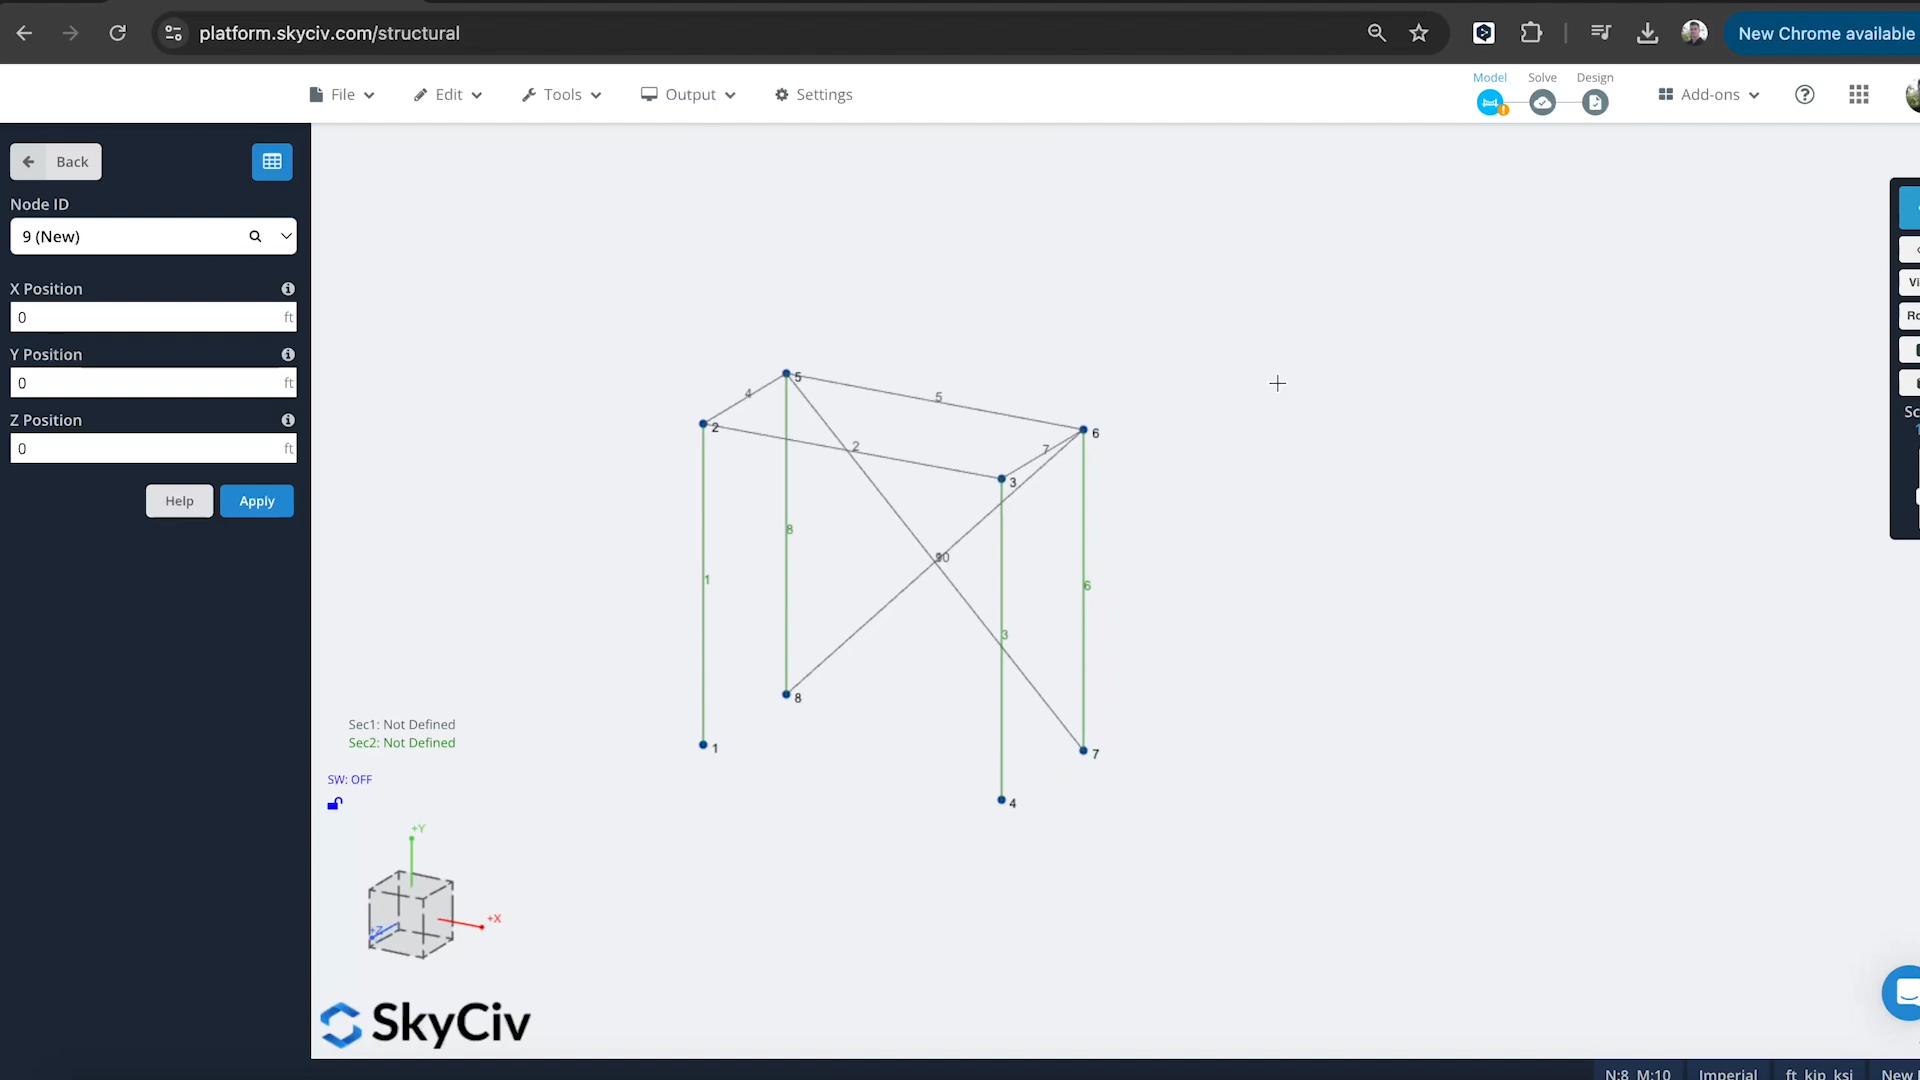 platform.skyciv.com/structural
New Chrome available
File
Edit
Tools
Output
Settings
Model
Solve
Design
Add-ons
Back
Node ID
9 (New)
X Position
0 ft
Y Position
0 ft
Z Position
0 ft
Help
Apply
5
4
5
2
6
2
7
3
8
1
6
3
8
1
7
4
Sec1: Not Defined
Sec2: Not Defined
SW: OFF
+Y
+X
+Z
SkyCiv
N:8 M:10
Imperial
ft, kip, ksi
New